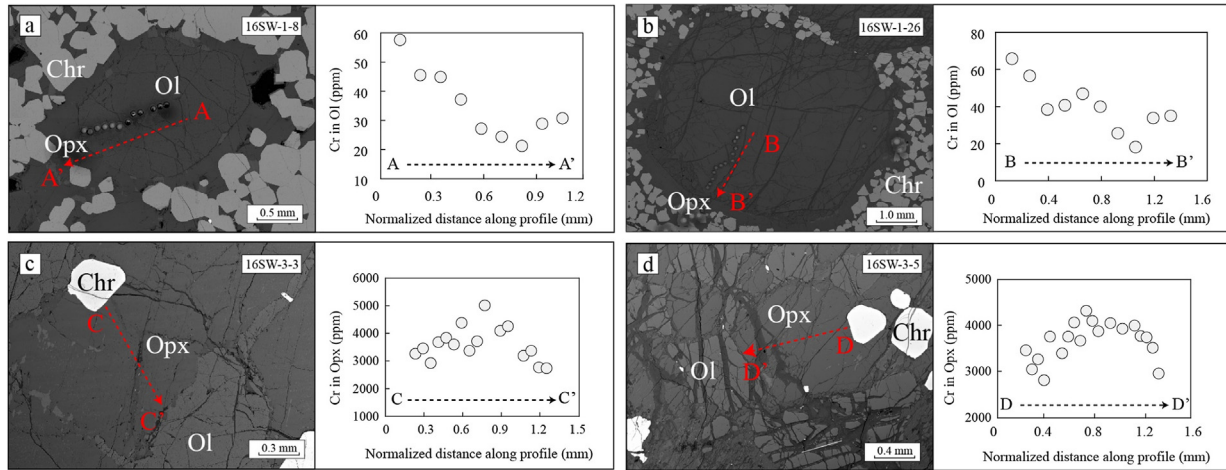 a
16SW-1-8
Chr
Ol
A
Opx
A'
0.5 mm
Cr in Ol (ppm)
60
50
40
30
20
10
A
A'
0
0.3
0.6
0.9
1.2
Normalized distance along profile (mm)
b
16SW-1-26
Ol
B
Opx
B'
Chr
1.0 mm
Cr in Ol (ppm)
80
60
40
20
0
B
B'
0
0.4
0.8
1.2
1.6
Normalized distance along profile (mm)
c
16SW-3-3
Chr
C
Opx
C'
Ol
0.3 mm
Cr in Opx (ppm)
6000
5000
4000
3000
2000
1000
C
C'
0
0.3
0.6
0.9
1.2
1.5
Normalized distance along profile (mm)
d
16SW-3-5
Opx
D
Chr
D'
Ol
0.4 mm
Cr in Opx (ppm)
5000
4000
3000
2000
D
D'
0
0.4
0.8
1.2
1.6
Normalized distance along profile (mm)